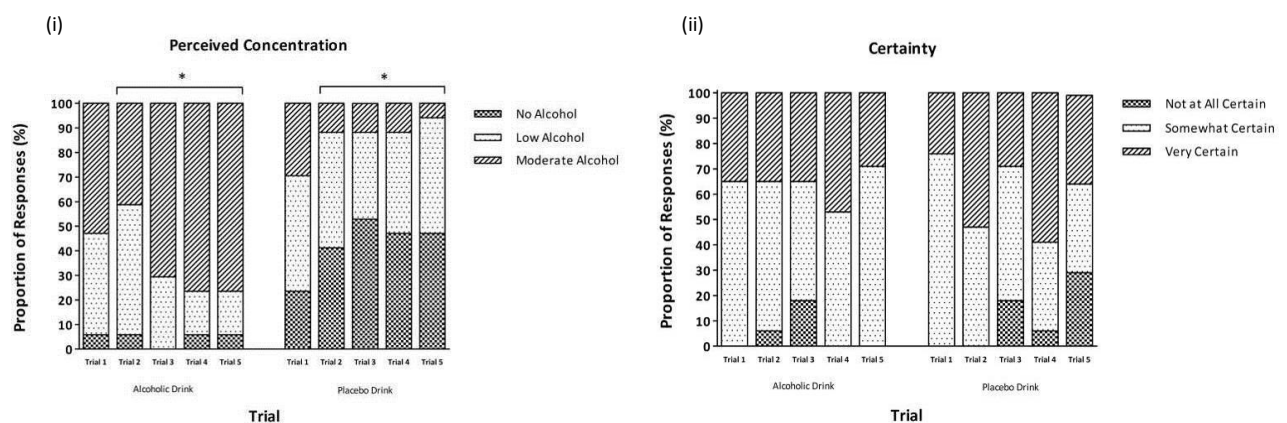 (i)
Perceived Concentration
*
*
Proportion of Responses (%)
100
90
80
70
60
50
40
30
20
10
0
No Alcohol
Low Alcohol
Moderate Alcohol
Trial 1 Trial 2 Trial 3 Trial 4 Trial 5 Trial 1 Trial 2 Trial 3 Trial 4 Trial 5
Alcoholic Drink Placebo Drink
Trial
(ii)
Certainty
Proportion of Responses (%)
100
90
80
70
60
50
40
30
20
10
0
Not at All Certain
Somewhat Certain
Very Certain
Trial 1 Trial 2 Trial 3 Trial 4 Trial 5 Trial 1 Trial 2 Trial 3 Trial 4 Trial 5
Alcoholic Drink Placebo Drink
Trial